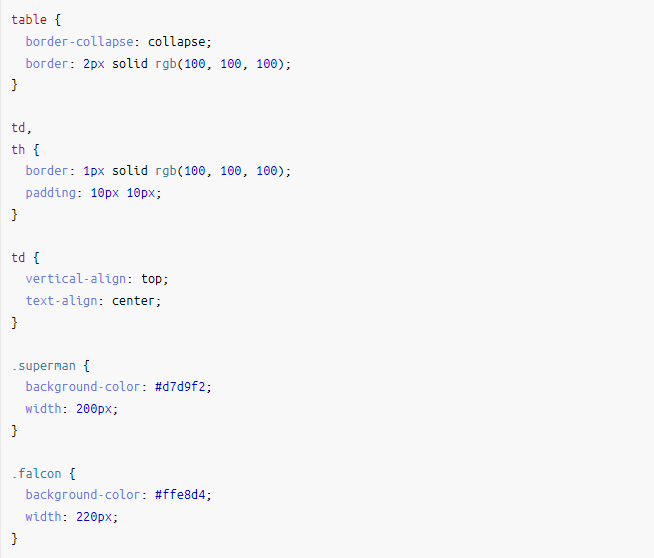 table {
  border-collapse: collapse;
  border: 2px solid rgb(100, 100, 100);
}

td,
th {
  border: 1px solid rgb(100, 100, 100);
  padding: 10px 10px;
}

td {
  vertical-align: top;
  text-align: center;
}

.superman {
  background-color: #d7d9f2;
  width: 200px;
}

.falcon {
  background-color: #ffe8d4;
  width: 220px;
}